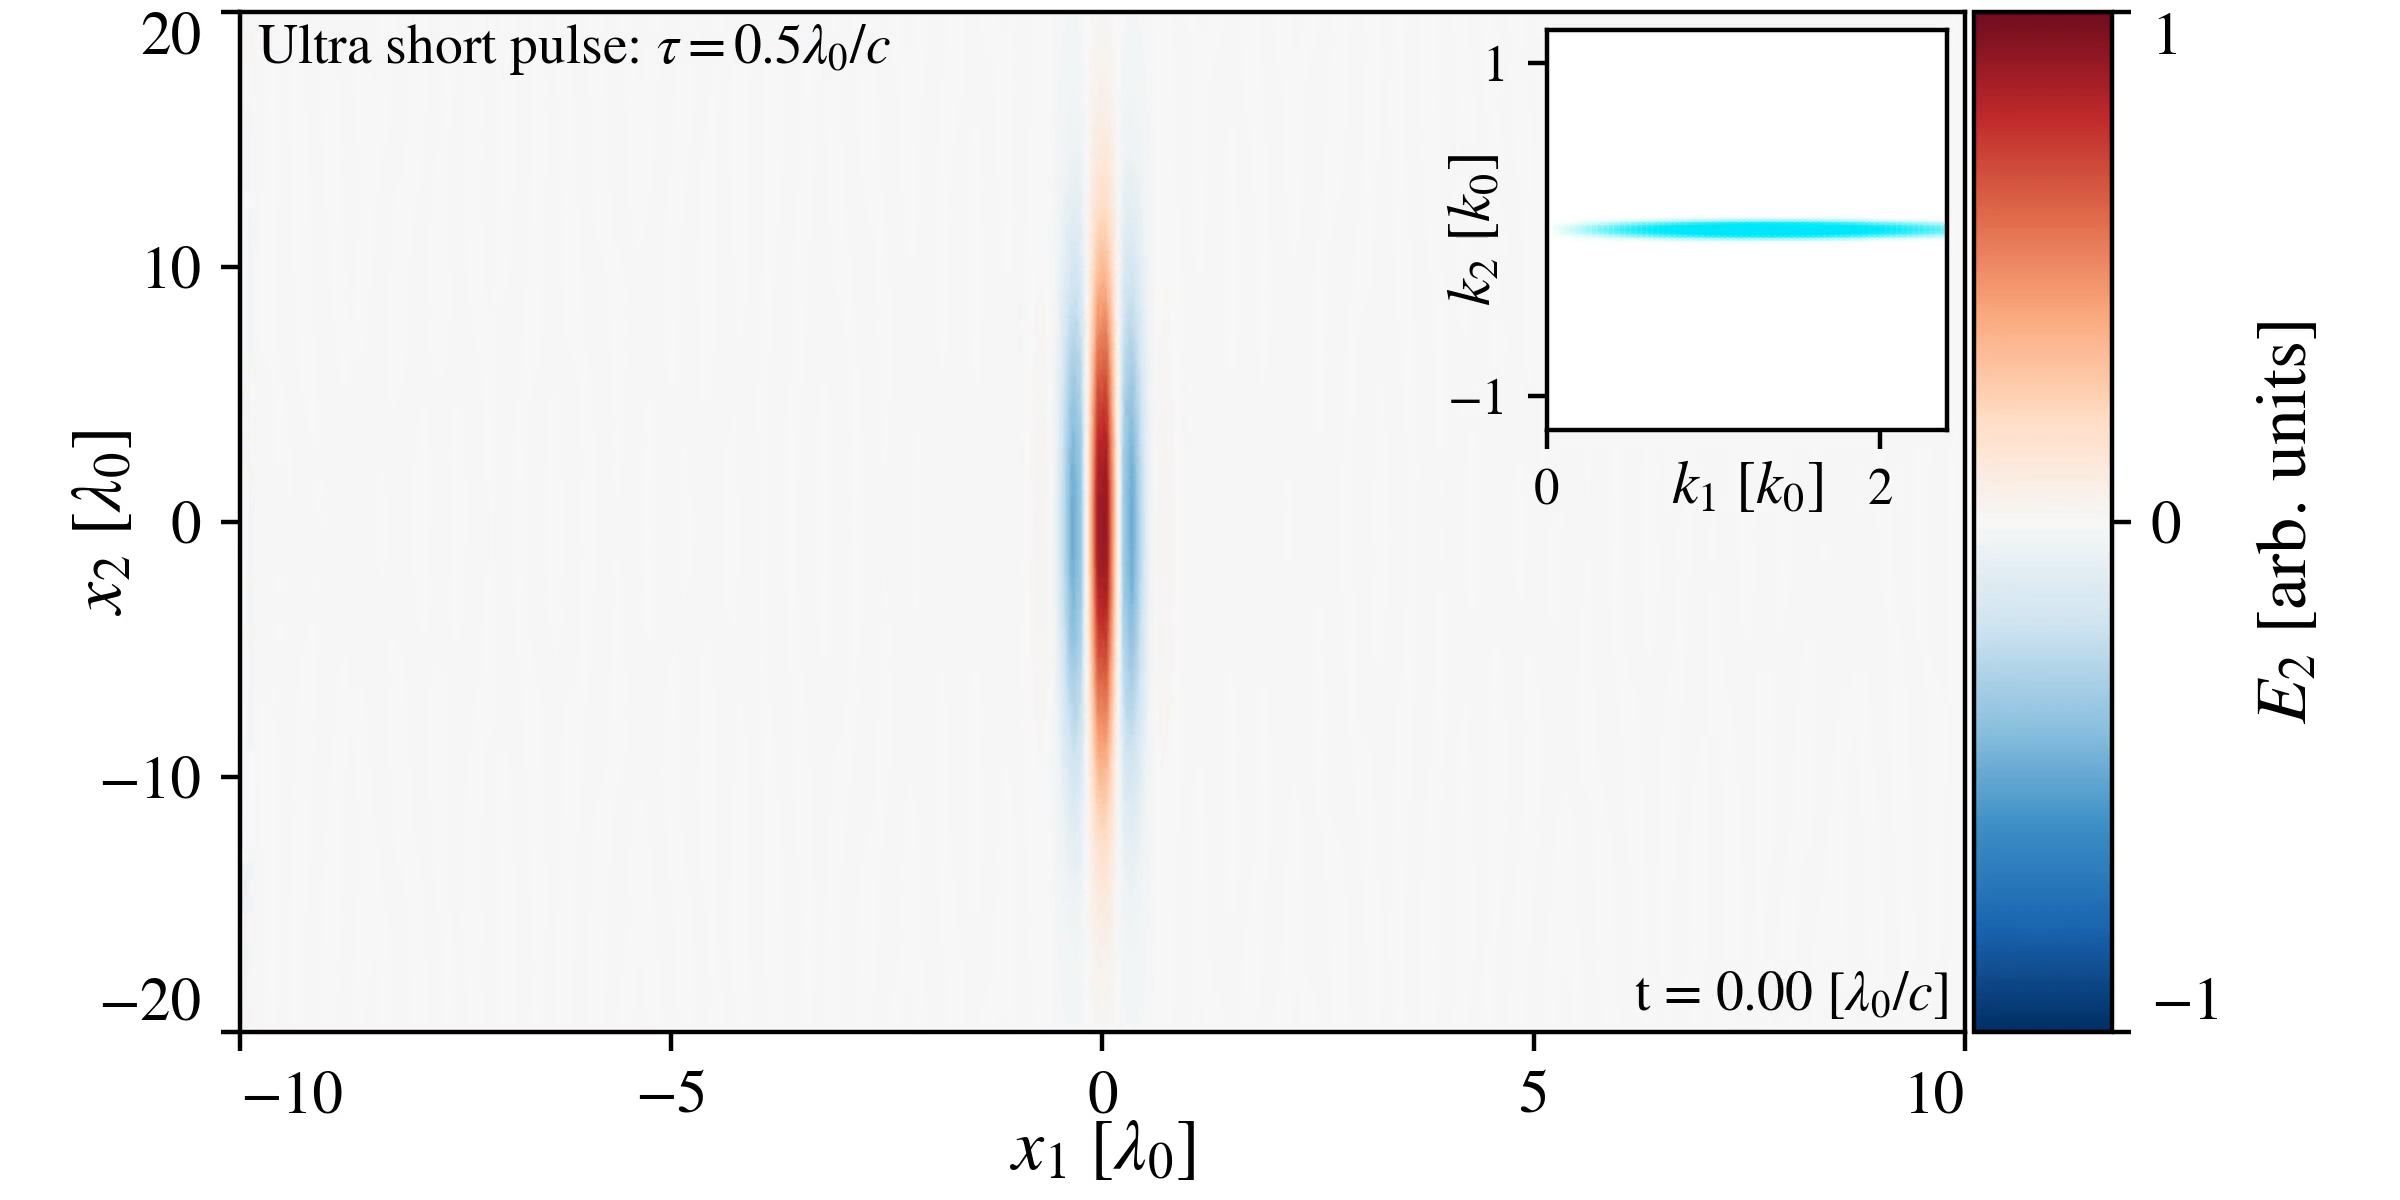 Ultra short pulse: τ = 0.5λ₀/c
20
10
0
−10
−20
x₂ [λ₀]
−10
−5
0
5
10
x₁ [λ₀]
t = 0.00 [λ₀/c]
1
−1
k₂ [k₀]
0
2
k₁ [k₀]
1
0
−1
E₂ [arb. units]